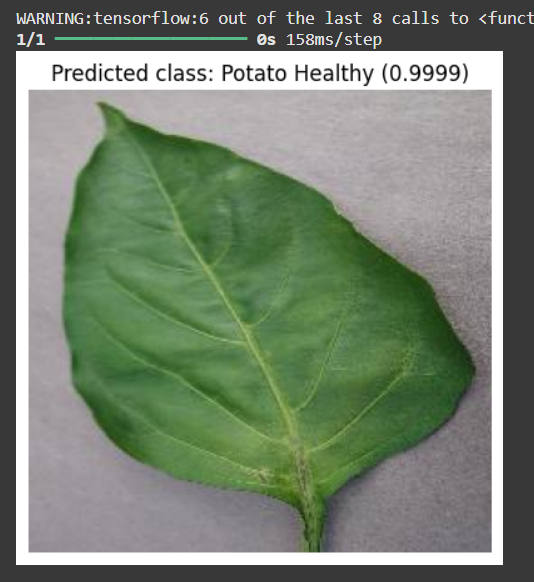 WARNING:tensorflow:6 out of the last 8 calls to <funct
1/1 ━━━━━━━━━━━━━━━━━━━━ 0s 158ms/step
Predicted class: Potato Healthy (0.9999)